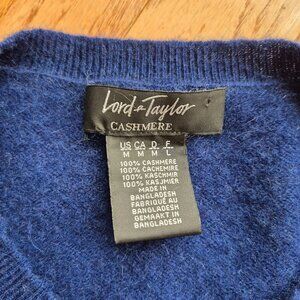 Lord & Taylor
CASHMERE
US CA D F
M M M L
100% CASHMERE
100% CACHEMIRE
100% KASCHMIR
100% KASJMIER
MADE IN
BANGLADESH
FABRIQUÉ AU
BANGLADESH
GEMAAKT IN
BANGLADESH